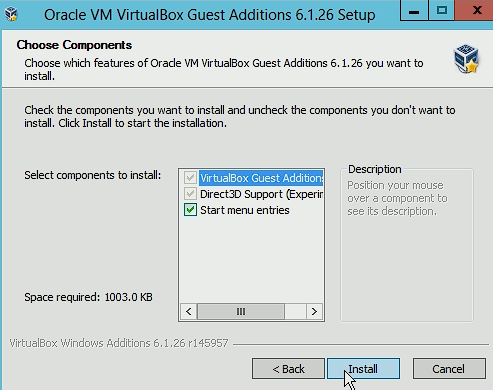 Oracle VM VirtualBox Guest Additions 6.1.26 Setup
Choose Components
Choose which features of Oracle VM VirtualBox Guest Additions 6.1.26 you want to
install.
Check the components you want to install and uncheck the components you don't want to
install. Click Install to start the installation.
Select components to install:
VirtualBox Guest Additions
Direct3D Support (Experim
Start menu entries
Description
Position your mouse
over a component to
see its description.
Space required: 1003.0 KB
VirtualBox Windows Additions 6.1.26 r145957
< Back
Install
Cancel